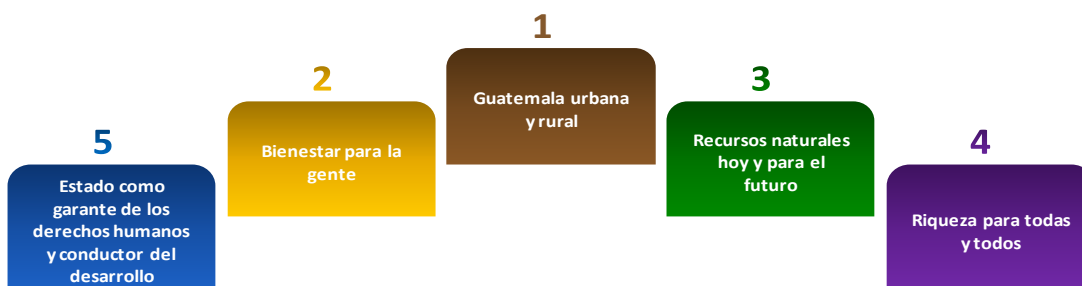 1
Guatemala urbana
y rural
2
Bienestar para la
gente
3
Recursos naturales
hoy y para el
futuro
5
Estado como
garante de los
derechos humanos
y conductor del
desarrollo
4
Riqueza para todas
y todos